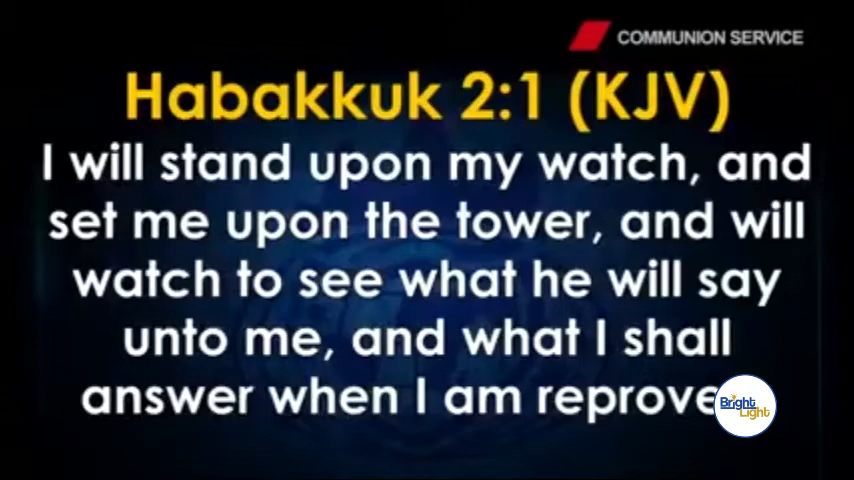 COMMUNION SERVICE
Habakkuk 2:1 (KJV)
I will stand upon my watch, and
set me upon the tower, and will
watch to see what he will say
unto me, and what I shall
answer when I am reprove
Bright
Light